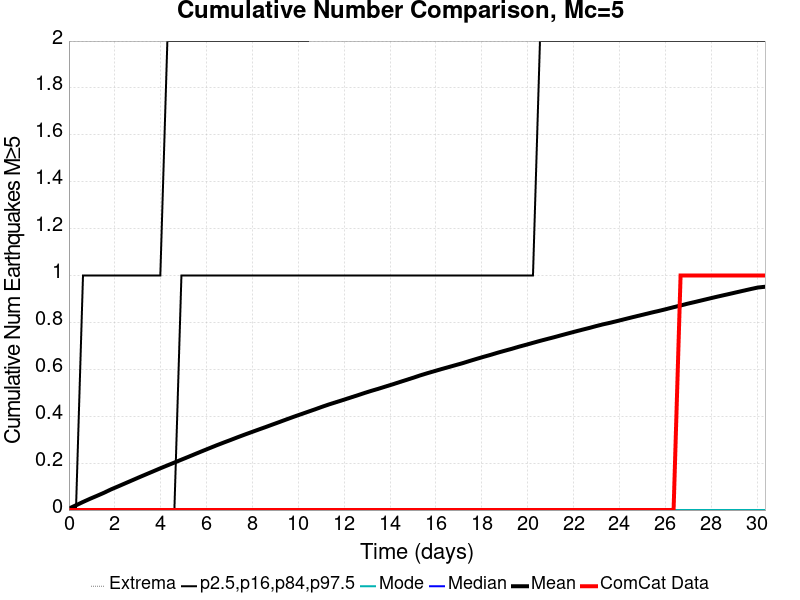 Cumulative Number Comparison, Mc=5
Cumulative Num Earthquakes M≥5
2
1.8
1.6
1.4
1.2
1
0.8
0.6
0.4
0.2
0
0 2 4 6 8 10 12 14 16 18 20 22 24 26 28 30
Time (days)
Extrema p2.5,p16,p84,p97.5 Mode Median Mean ComCat Data